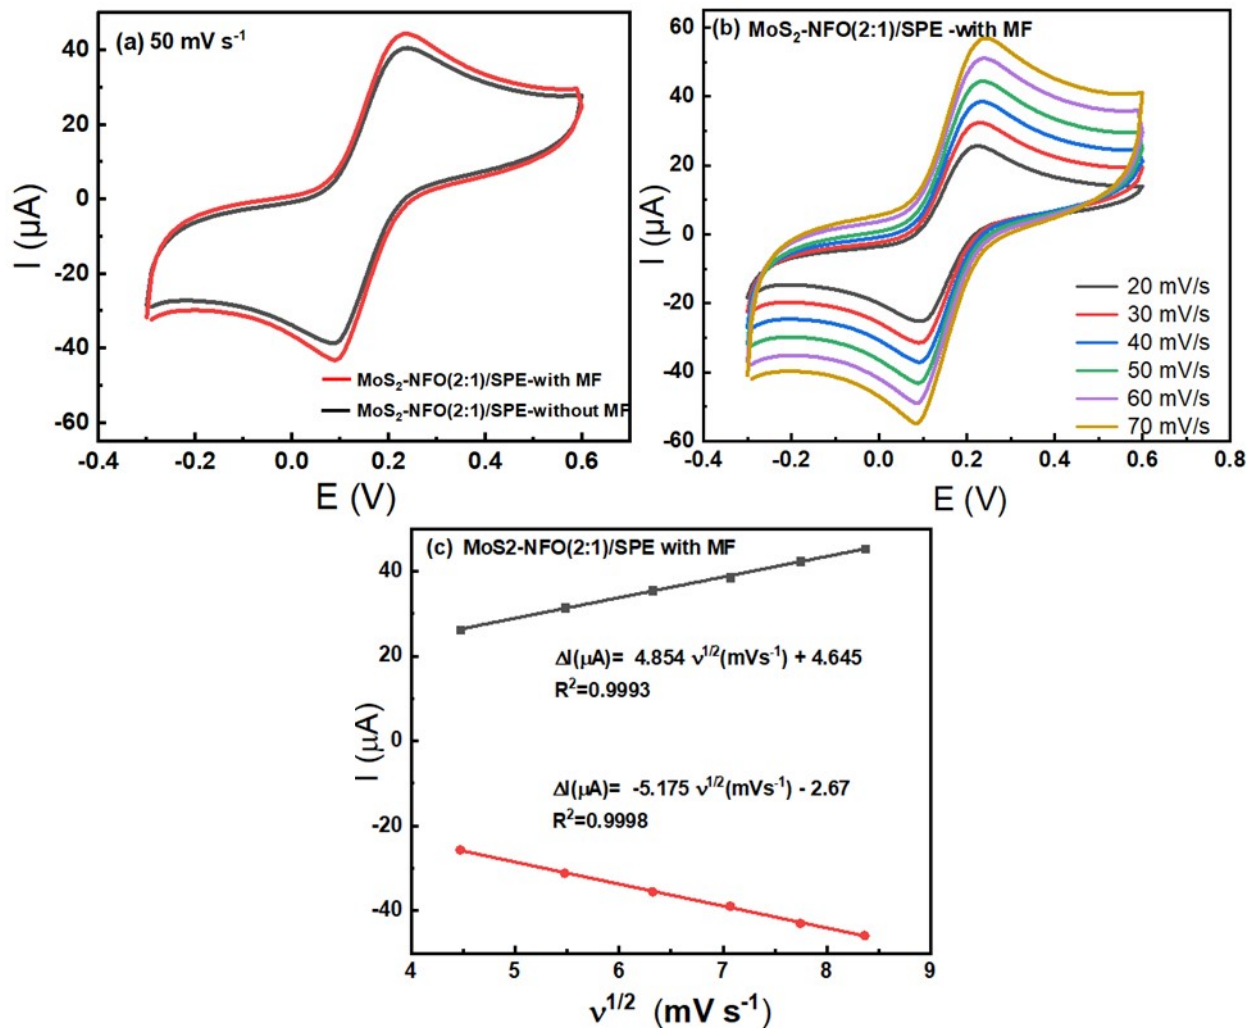 (a) 50 mV s⁻¹
I (μA)
40
20
0
-20
-40
-60
MoS₂-NFO(2:1)/SPE-with MF
MoS₂-NFO(2:1)/SPE-without MF
-0.4 -0.2 0.0 0.2 0.4 0.6
E (V)
(b) MoS₂-NFO(2:1)/SPE -with MF
I (μA)
60
40
20
0
-20
-40
-60
20 mV/s
30 mV/s
40 mV/s
50 mV/s
60 mV/s
70 mV/s
-0.4 -0.2 0.0 0.2 0.4 0.6 0.8
E (V)
(c) MoS2-NFO(2:1)/SPE with MF
I (μA)
40
20
0
-20
-40
ΔI(μA)= 4.854 ν¹/²(mVs⁻¹) + 4.645
R²=0.9993
ΔI(μA)= -5.175 ν¹/²(mVs⁻¹) - 2.67
R²=0.9998
4 5 6 7 8 9
ν¹/² (mV s⁻¹)